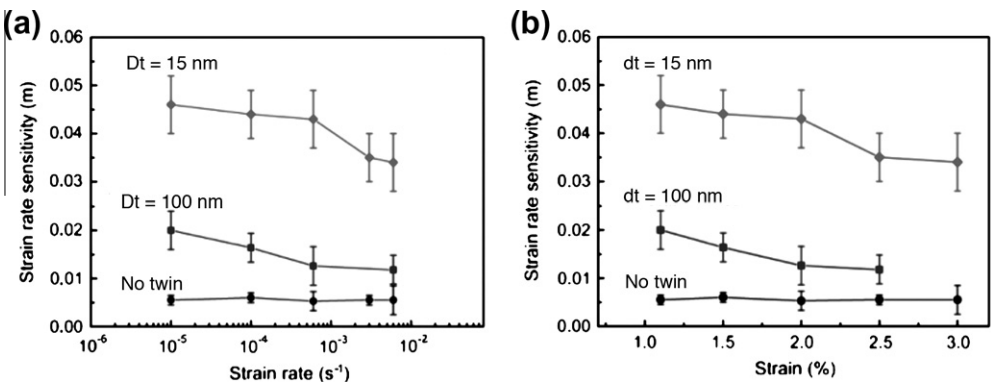 (a)
0.06
0.05
0.04
0.03
0.02
0.01
0.00
Strain rate sensitivity (m)
Dt = 15 nm
Dt = 100 nm
No twin
10-6
10-5
10-4
10-3
10-2
Strain rate (s-1)
(b)
0.06
0.05
0.04
0.03
0.02
0.01
0.00
Strain rate sensitivity (m)
dt = 15 nm
dt = 100 nm
No twin
1.0
1.5
2.0
2.5
3.0
Strain (%)